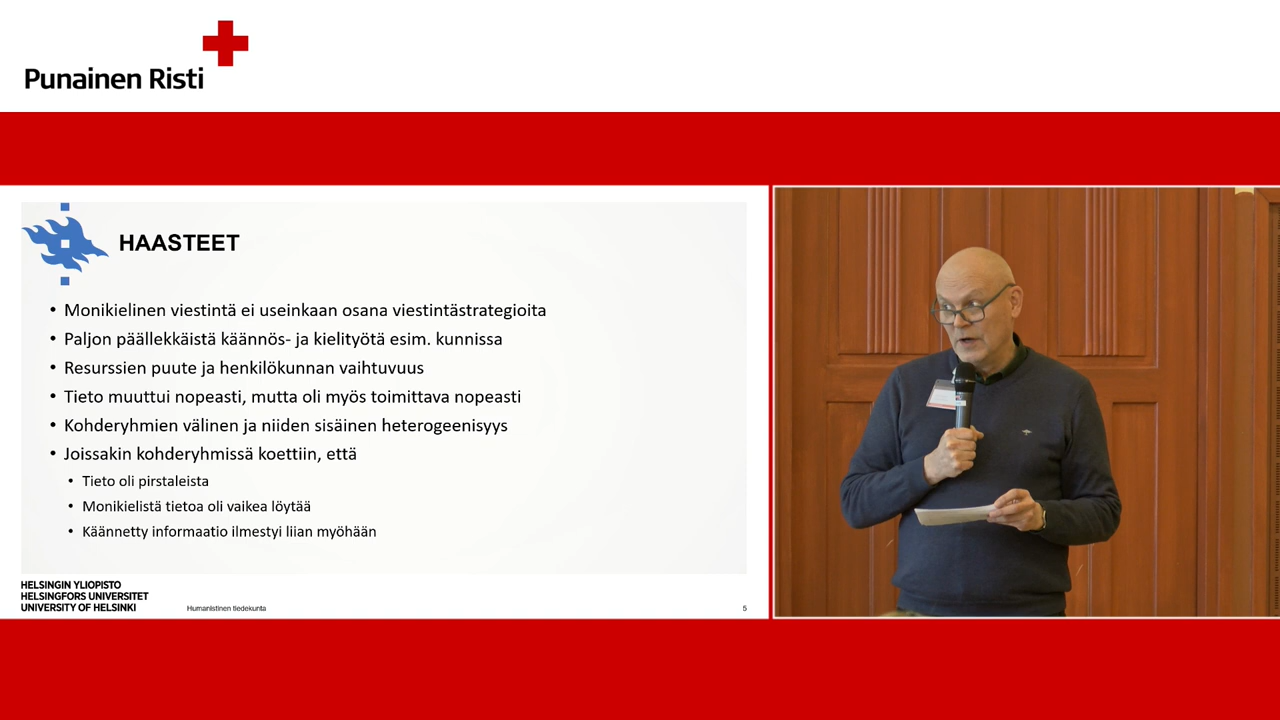 Punainen Risti
HAASTEET
• Monikielinen viestintä ei useinkaan osana viestintästrategioita
• Paljon päällekkäistä käännös- ja kielityötä esim. kunnissa
• Resurssien puute ja henkilökunnan vaihtuvuus
• Tieto muuttui nopeasti, mutta oli myös toimittava nopeasti
• Kohderyhmien välinen ja niiden sisäinen heterogeenisyys
• Joissakin kohderyhmissä koettiin, että
• Tieto oli pirstaleista
• Monikielistä tietoa oli vaikea löytää
• Käännetty informaatio ilmestyi liian myöhään
HELSINGIN YLIOPISTO
HELSINGFORS UNIVERSITET
UNIVERSITY OF HELSINKI
Humanistinen tiedekunta
5